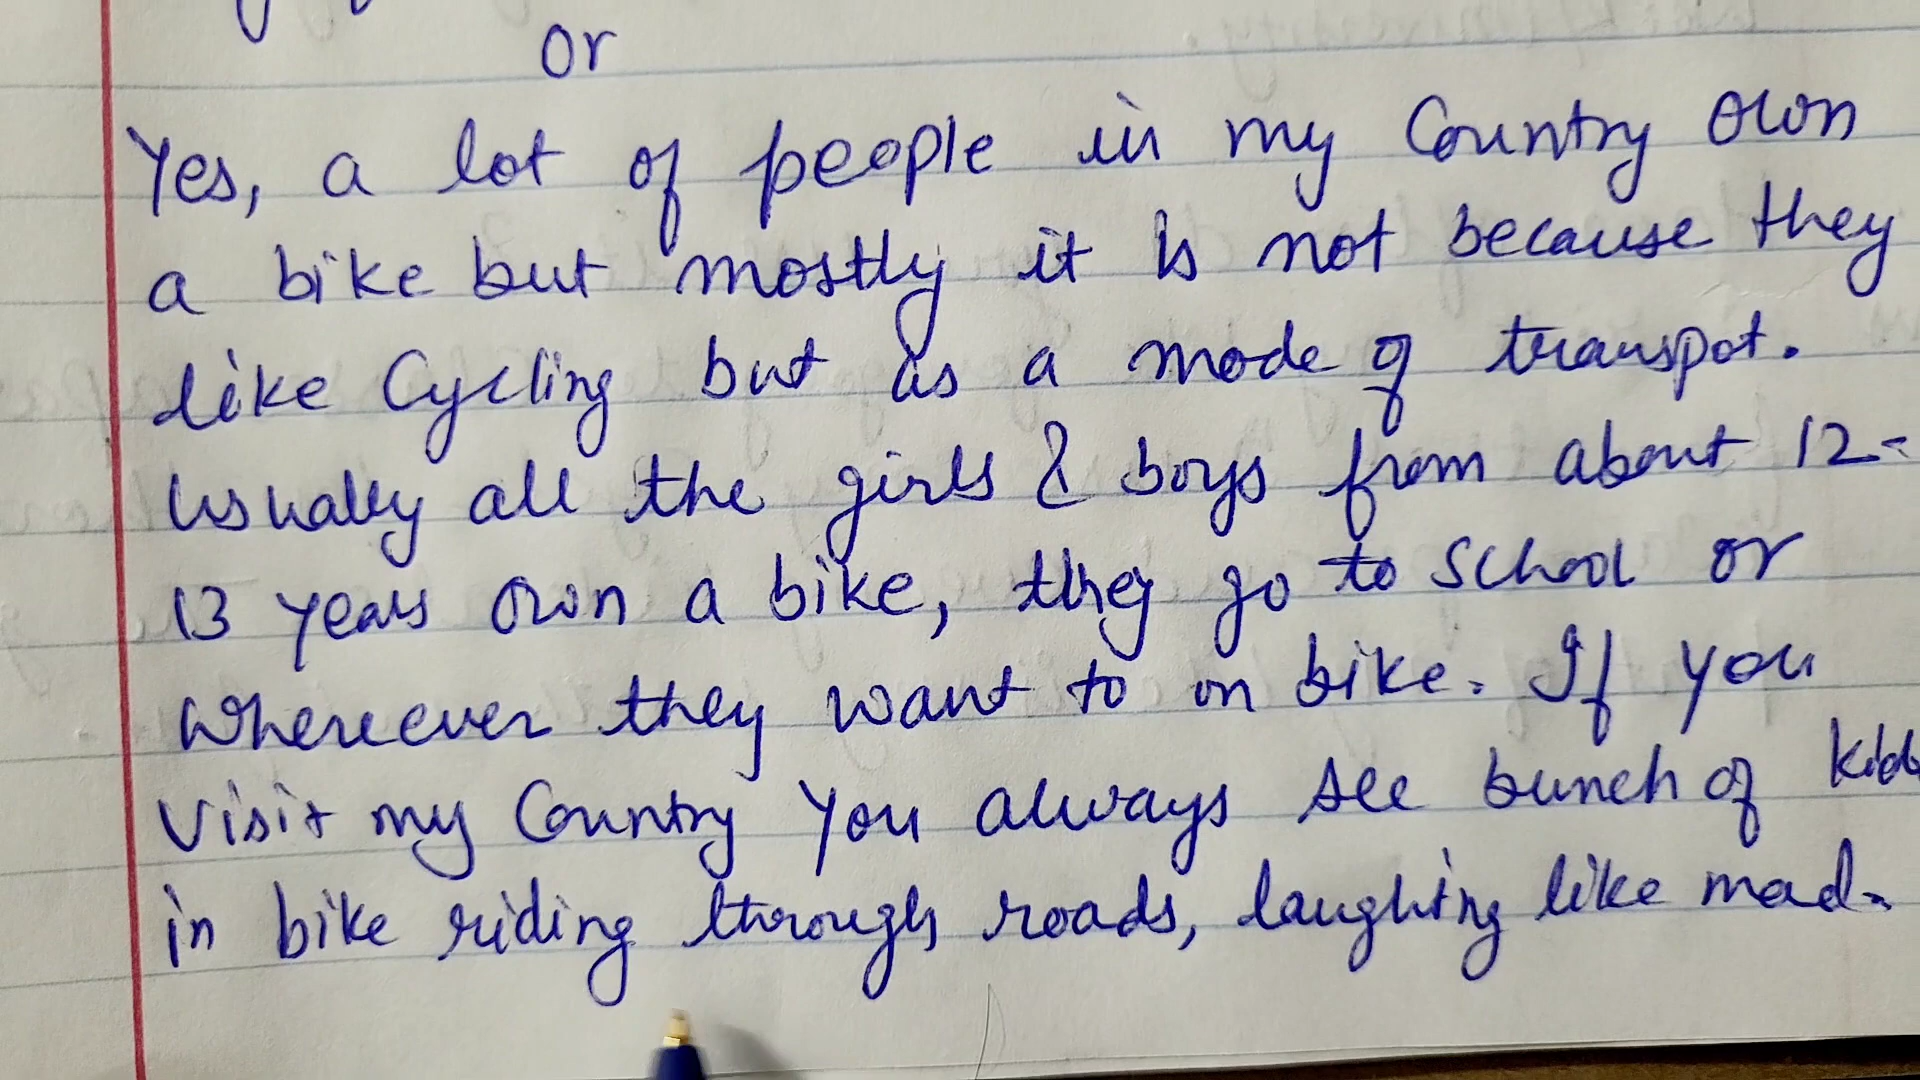 or
Yes, a lot of people in my Country own
a bike but mostly it is not because they
like Cycling but as a mode of transpot.
Usually all the girls & boys from about 12-
13 years own a bike, they go to School or
whereever they want to on bike. If you
visit my Country you always see bunch of kids
in bike riding through roads, laughing like mad.